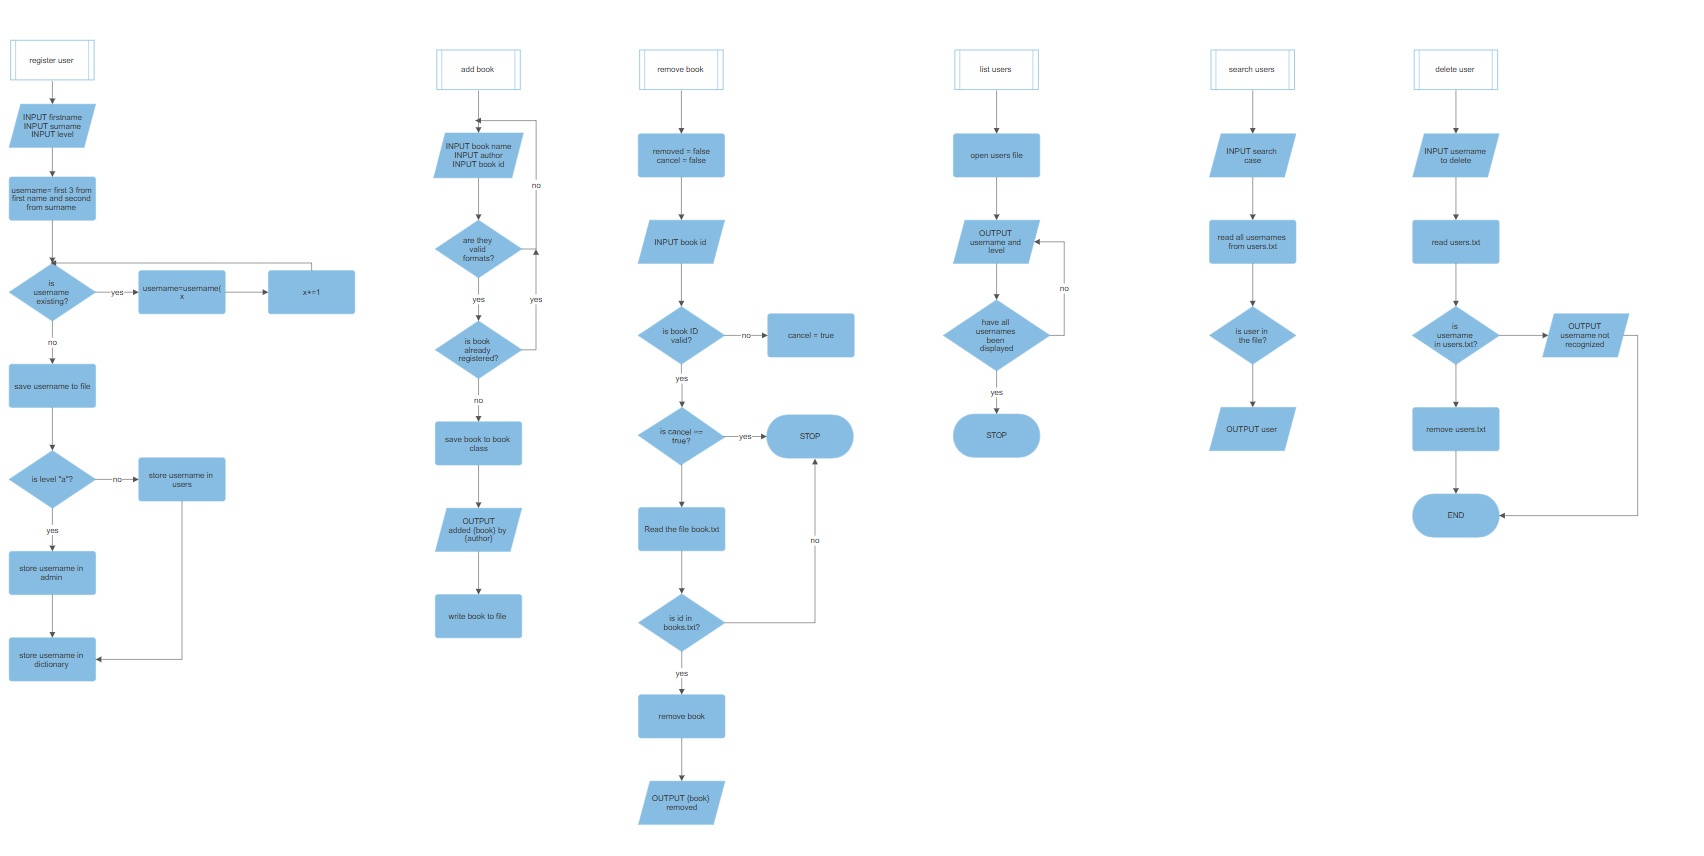 register user
INPUT firstname
INPUT surname
INPUT level
username= first 3 from
first name and second
from surname
is
username
existing?
yes
username=username(
x
x+=1
no
save username to file
is level "a"?
no
store username in
users
yes
store username in
admin
store username in
dictionary
add book
INPUT book name
INPUT author
INPUT book id
no
are they
valid
formats?
yes
yes
is book
already
registered?
no
save book to book
class
OUTPUT
added {book} by
{author}
write book to file
remove book
removed = false
cancel = false
INPUT book id
is book ID
valid?
no
cancel = true
yes
is cancel ==
true?
yes
STOP
Read the file book.txt
no
is id in
books.txt?
yes
remove book
OUTPUT {book}
removed
list users
open users file
OUTPUT
username and
level
no
have all
usernames
been
displayed
yes
STOP
search users
INPUT search
case
read all usernames
from users.txt
is user in
the file?
OUTPUT user
delete user
INPUT username
to delete
read users.txt
is
username
in users.txt?
OUTPUT
username not
recognized
remove users.txt
END